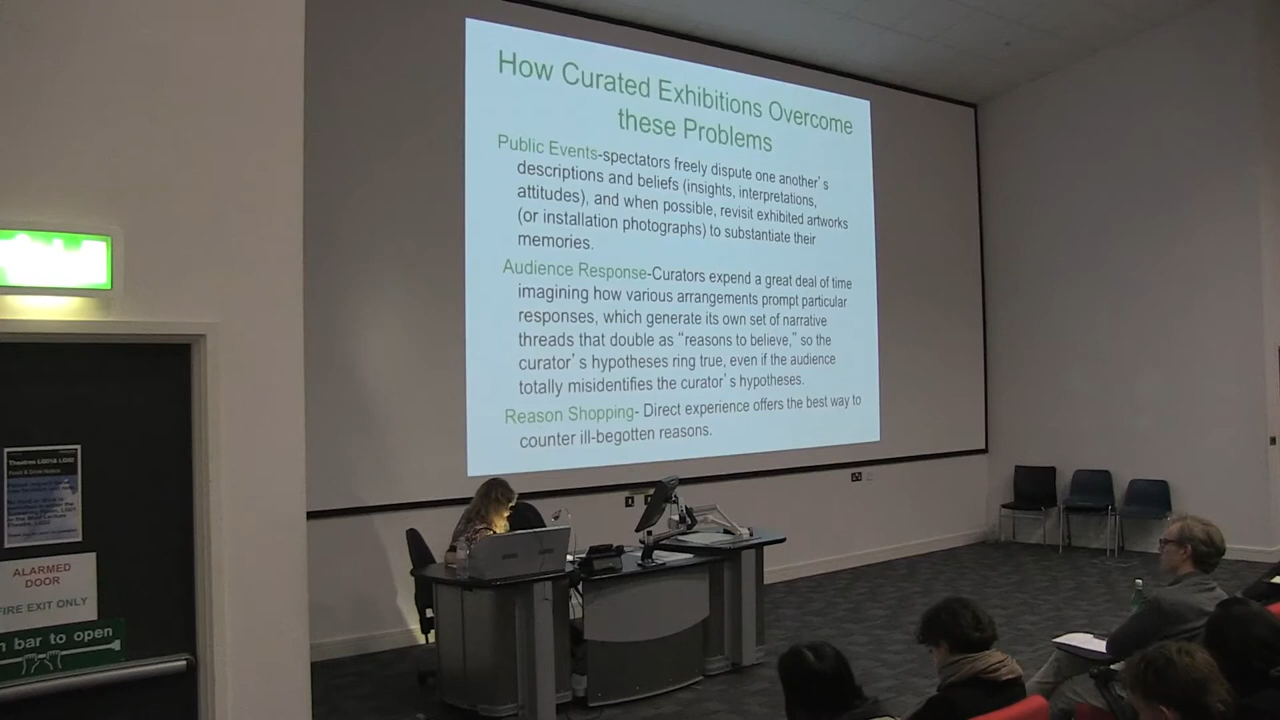 How Curated Exhibitions Overcome
these Problems
Public Events-spectators freely dispute one another's
descriptions and beliefs (insights, interpretations,
attitudes), and when possible, revisit exhibited artworks
(or installation photographs) to substantiate their
memories.
Audience Response-Curators expend a great deal of time
imagining how various arrangements prompt particular
responses, which generate its own set of narrative
threads that double as “reasons to believe,” so the
curator's hypotheses ring true, even if the audience
totally misidentifies the curator's hypotheses.
Reason Shopping- Direct experience offers the best way to
counter ill-begotten reasons.
Food & Drink Notice
ALARMED
DOOR
FIRE EXIT ONLY
bar to open